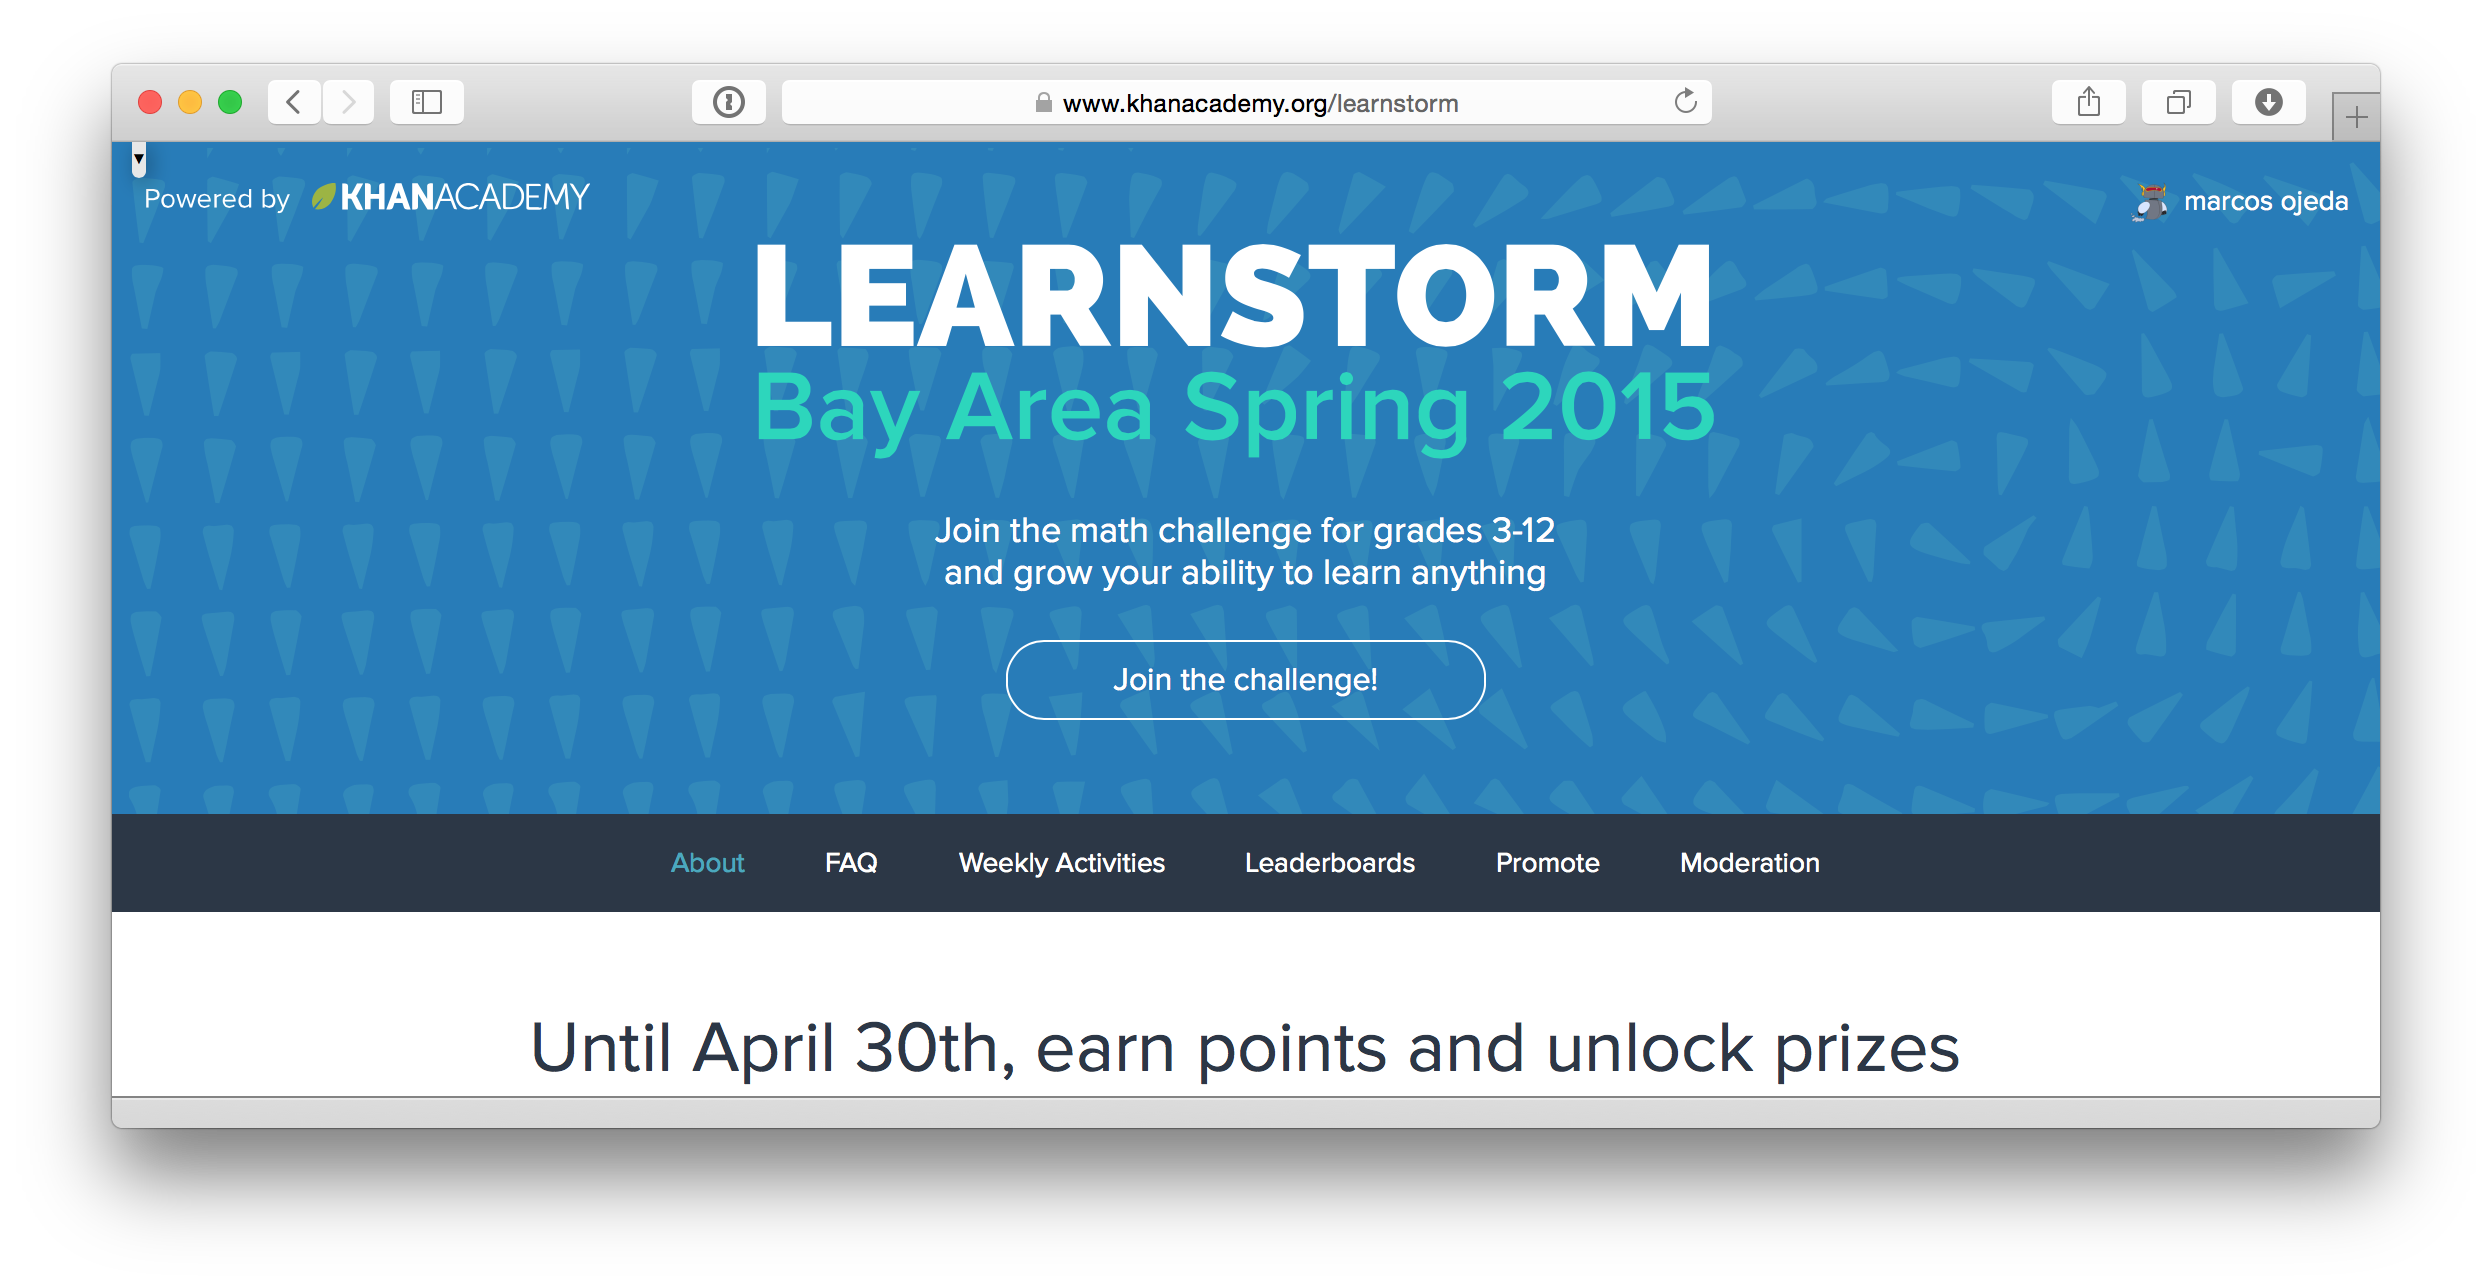 www.khanacademy.org/learnstorm
Powered by KHANACADEMY
marcos ojeda
LEARNSTORM
Bay Area Spring 2015
Join the math challenge for grades 3-12
and grow your ability to learn anything
Join the challenge!
About FAQ Weekly Activities Leaderboards Promote Moderation
Until April 30th, earn points and unlock prizes